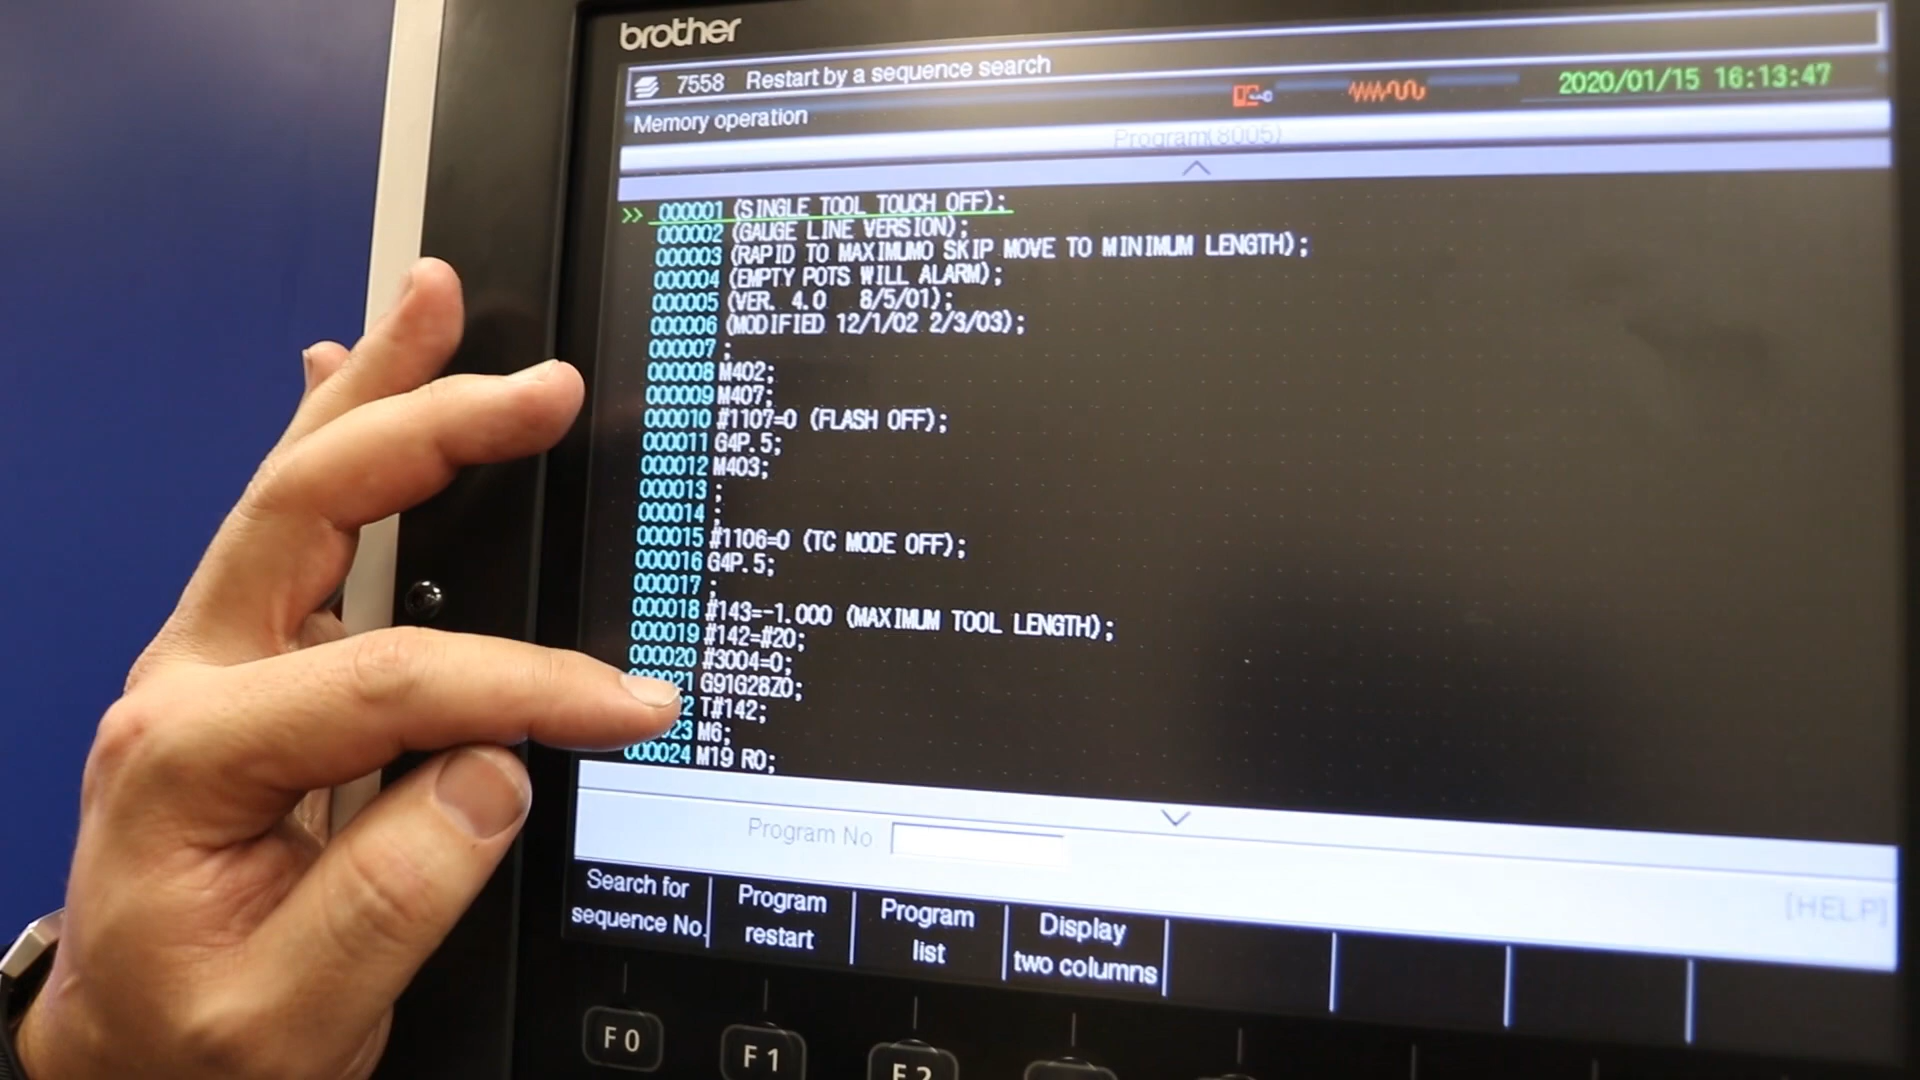 brother
7558 Restart by a sequence search
2020/01/15 16:13:47
Memory operation
Program(8005)
>> 000001 (SINGLE TOOL TOUCH OFF);
000002 (GAUGE LINE VERSION);
000003 (RAPID TO MAXIMUMO SKIP MOVE TO MINIMUM LENGTH);
000004 (EMPTY POTS WILL ALARM);
000005 (VER. 4.0 8/5/01);
000006 (MODIFIED 12/1/02 2/3/03);
000007 ;
000008 M402;
000009 M407;
000010 #1107=0 (FLASH OFF);
000011 G4P.5;
000012 M403;
000013 ;
000014 ;
000015 #1106=0 (TC MODE OFF);
000016 G4P.5;
000017 ;
000018 #143=-1.000 (MAXIMUM TOOL LENGTH);
000019 #142=#20;
000020 #3004=0;
000021 G91G28Z0;
22 T#142;
023 M6;
000024 M19 R0;
Program No
[HELP]
Search for sequence No.
Program restart
Program list
Display two columns
F0
F1
F2